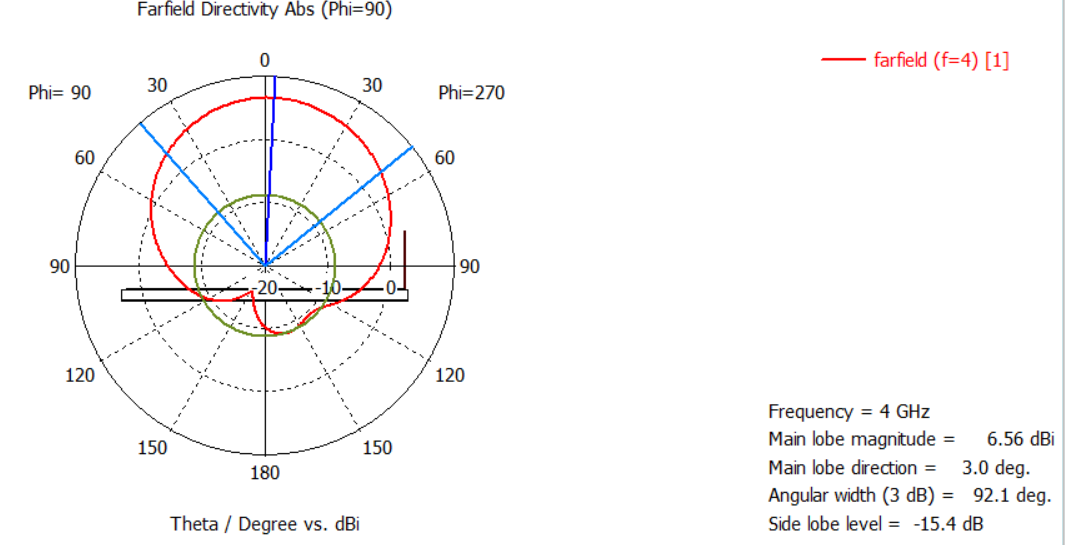 Farfield Directivity Abs (Phi=90)
farfield (f=4) [1]
0
30
30
Phi= 90
Phi=270
60
60
90
90
-20
-10
0
120
120
150
150
180
Theta / Degree vs. dBi
Frequency = 4 GHz
Main lobe magnitude = 6.56 dBi
Main lobe direction = 3.0 deg.
Angular width (3 dB) = 92.1 deg.
Side lobe level = -15.4 dB